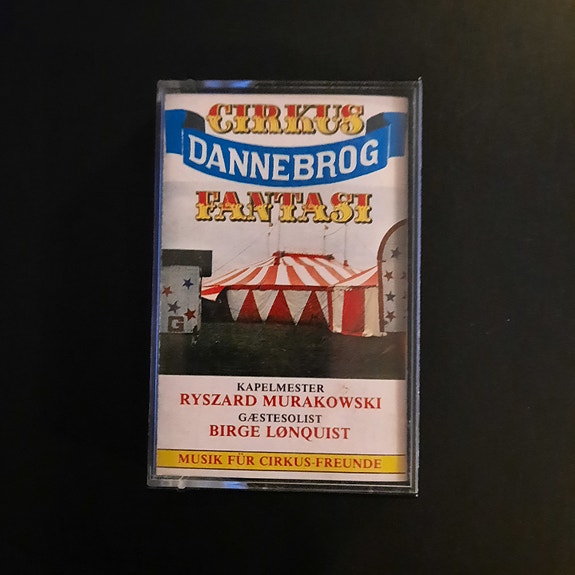 CIRKUS
DANNEBROG
FANTASI
G
KAPELMESTER
RYSZARD MURAKOWSKI
GÆSTESOLIST
BIRGE LØNQUIST
MUSIK FÜR CIRKUS-FREUNDE